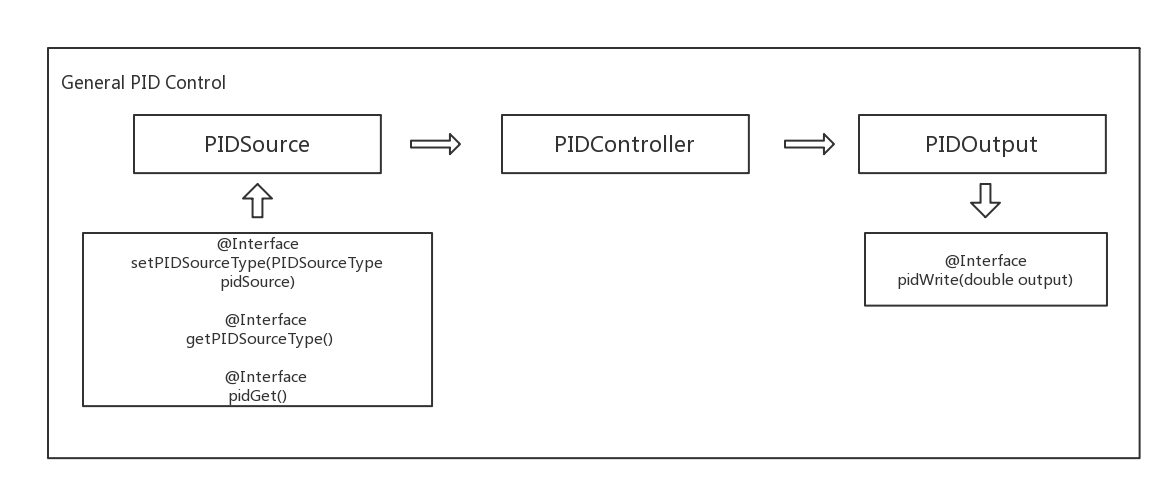 General PID Control
PIDSource
PIDController
PIDOutput
@Interface
setPIDSourceType(PIDSourceType
pidSource)
@Interface
getPIDSourceType()
@Interface
pidGet()
@Interface
pidWrite(double output)